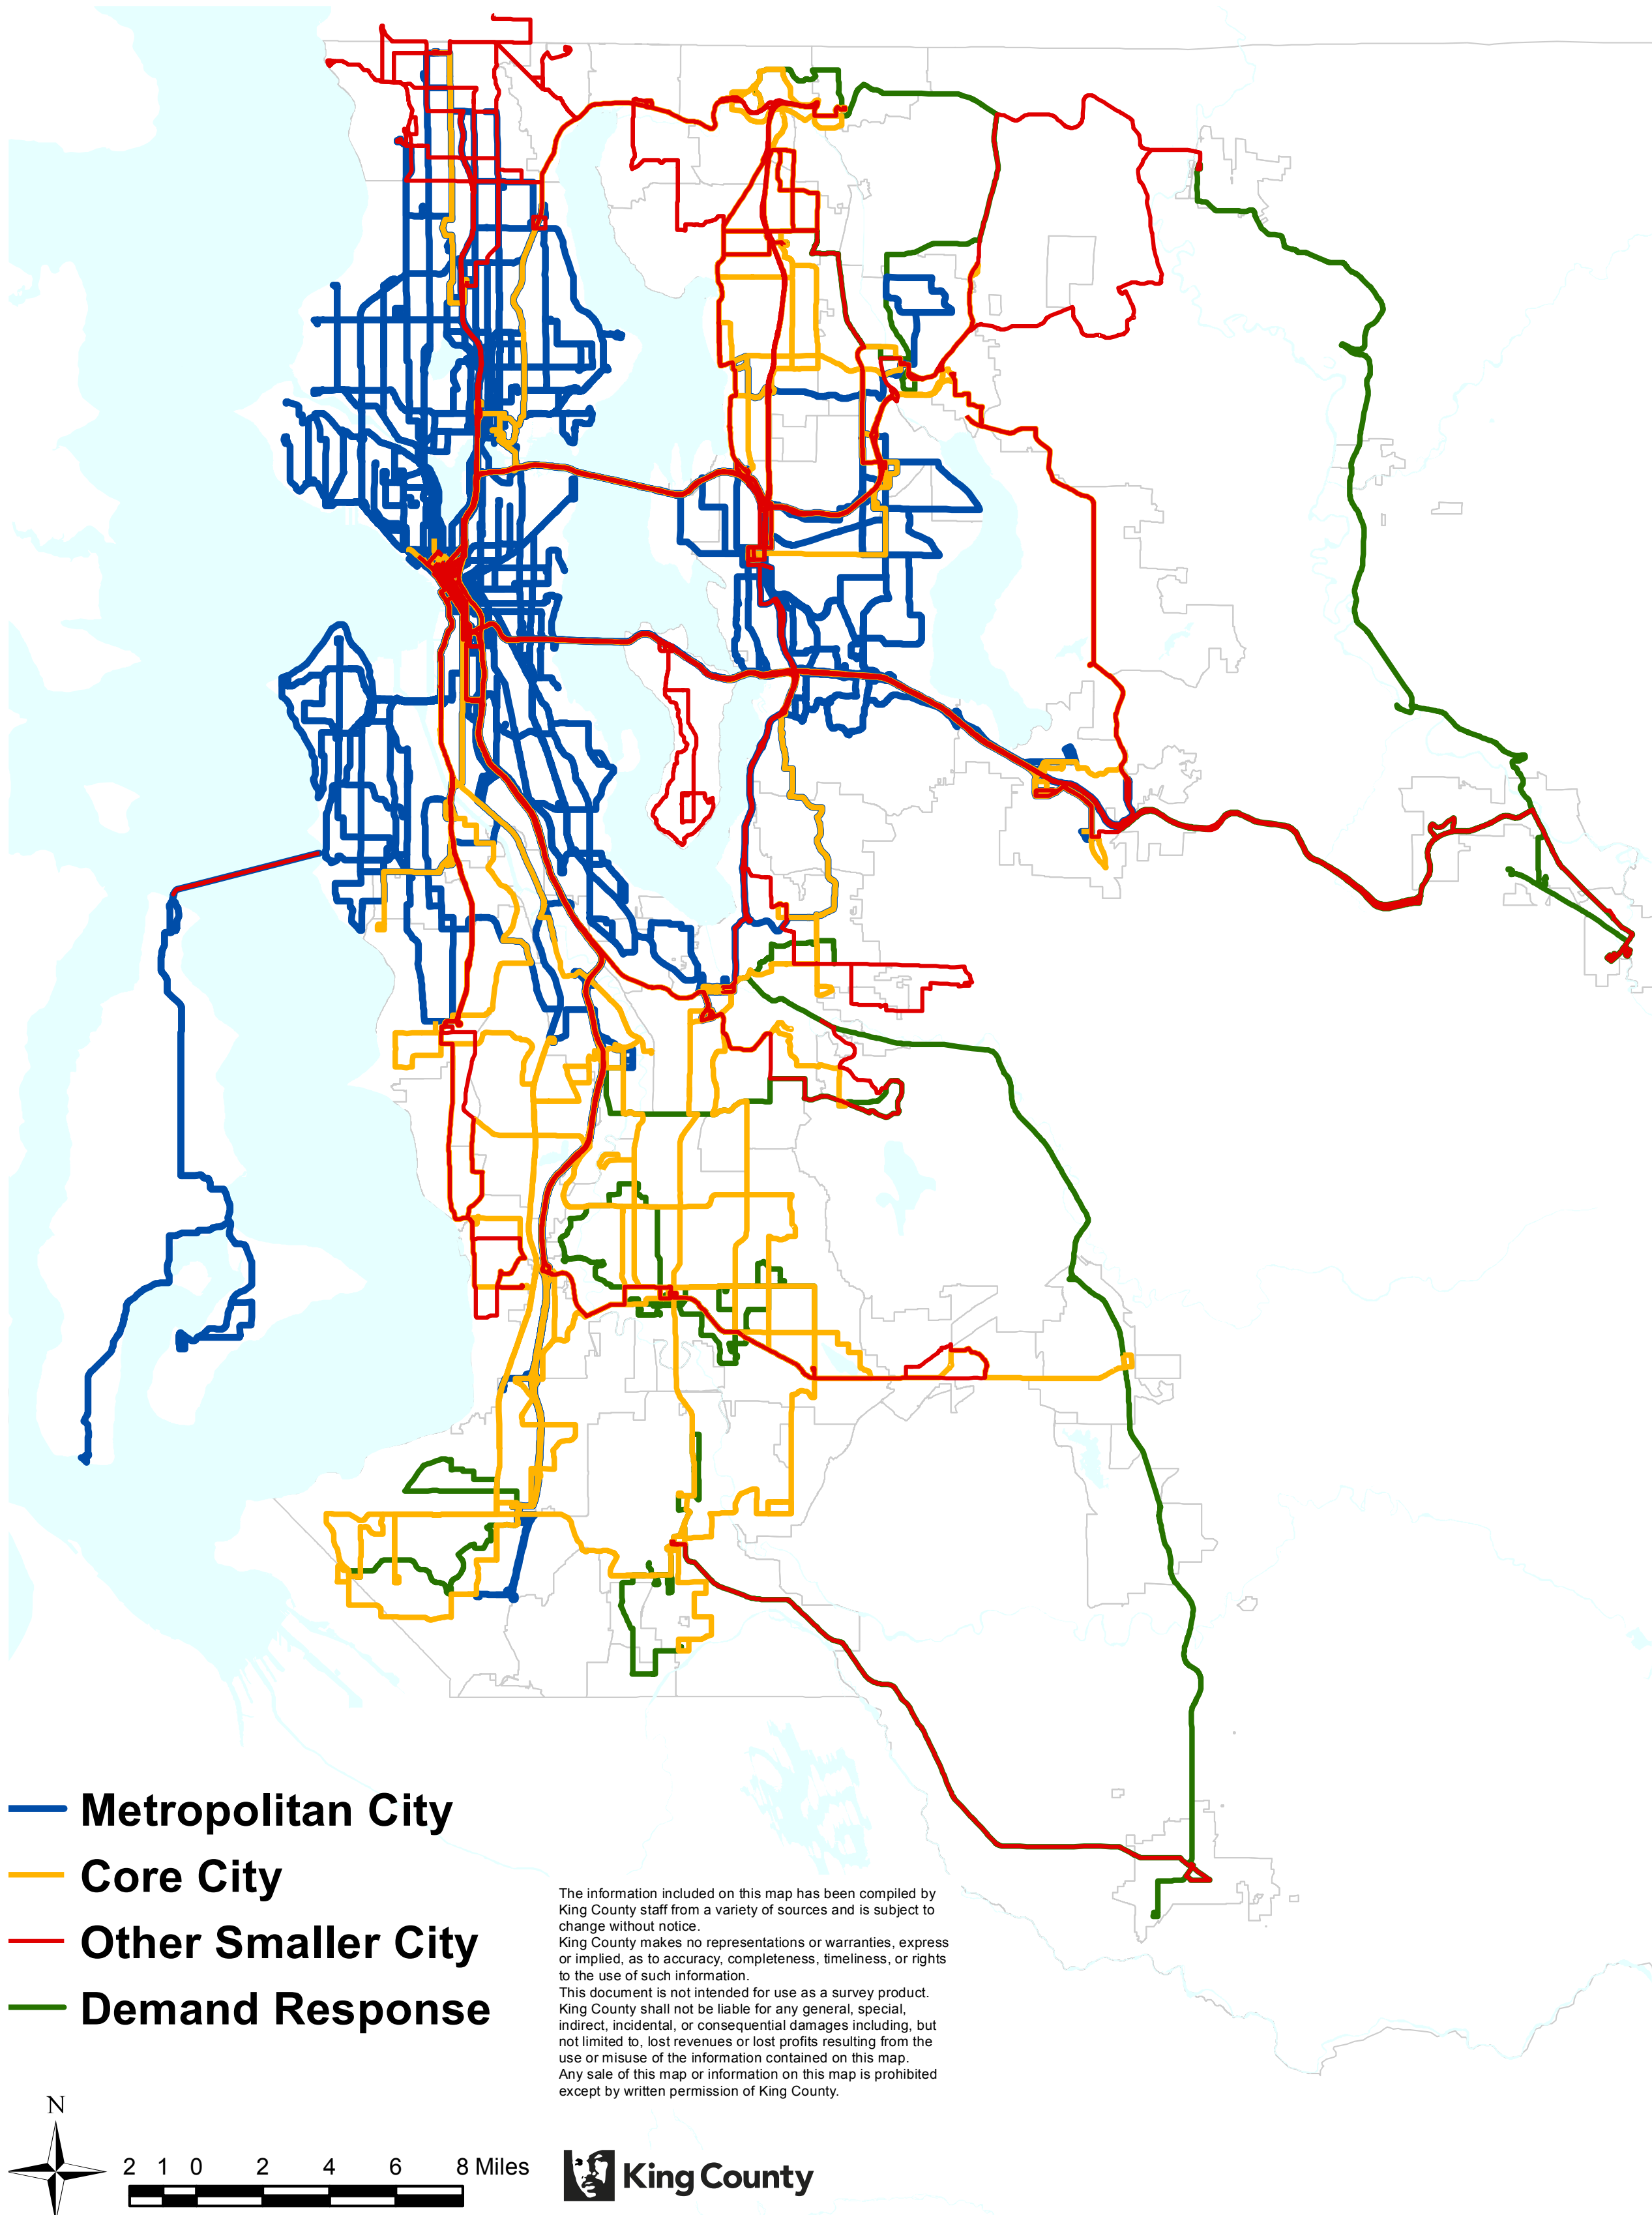 Metropolitan City
Core City
Other Smaller City
Demand Response
The information included on this map has been compiled by
King County staff from a variety of sources and is subject to
change without notice.
King County makes no representations or warranties, express
or implied, as to accuracy, completeness, timeliness, or rights
to the use of such information.
This document is not intended for use as a survey product.
King County shall not be liable for any general, special,
indirect, incidental, or consequential damages including, but
not limited to, lost revenues or lost profits resulting from the
use or misuse of the information contained on this map.
Any sale of this map or information on this map is prohibited
except by written permission of King County.
N
2 1 0 2 4 6 8 Miles
King County